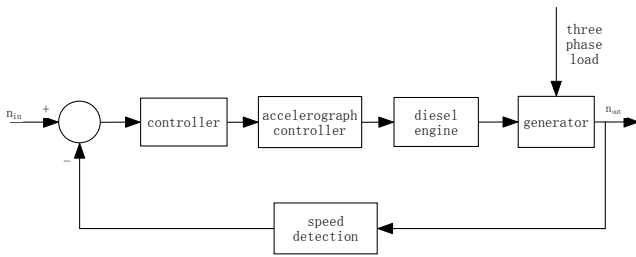 three
phase
load
n_in
+
controller
accelerograph
controller
diesel
engine
generator
n_out
−
speed
detection